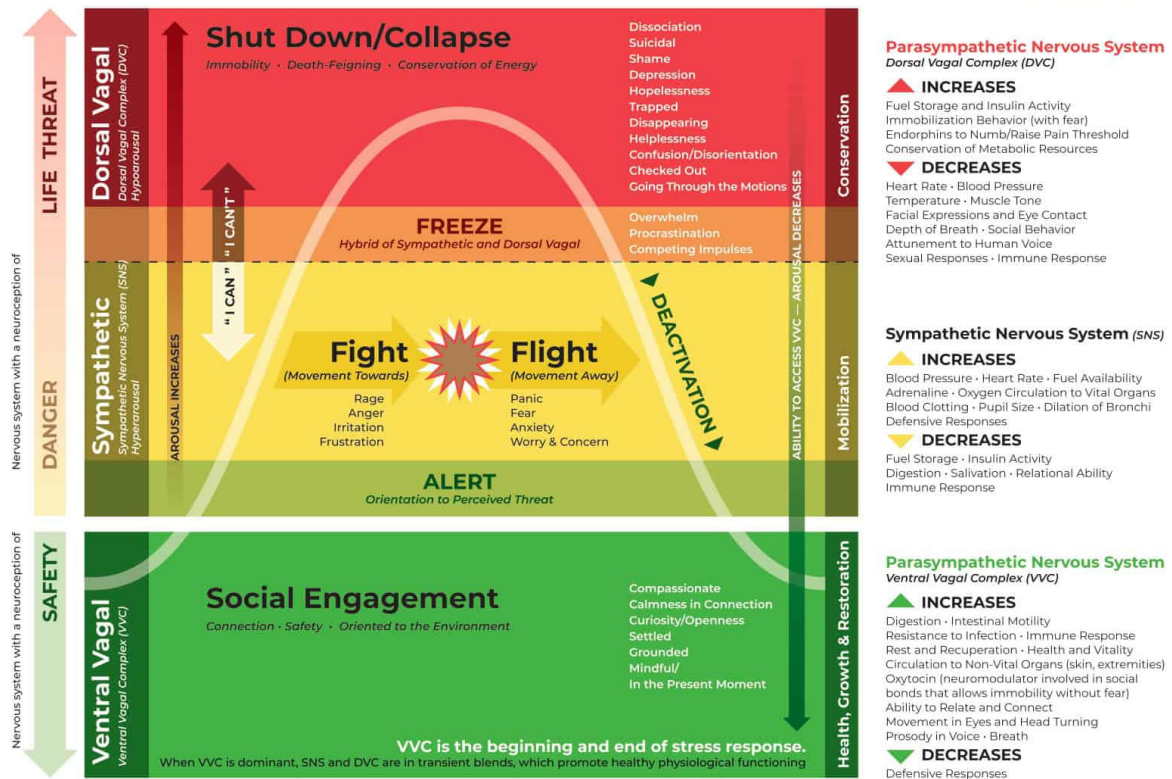 Nervous system with a neuroception of
LIFE THREAT
DANGER
Nervous system with a neuroception of
SAFETY
Dorsal Vagal
Dorsal Vagal Complex (DVC)
Hypoarousal
Sympathetic
Sympathetic Nervous System (SNS)
Hyperarousal
Ventral Vagal
Ventral Vagal Complex (VVC)
AROUSAL INCREASES
"I CAN'T"
"I CAN"
Shut Down/Collapse
Immobility • Death-Feigning • Conservation of Energy
Dissociation
Suicidal
Shame
Depression
Hopelessness
Trapped
Disappearing
Helplessness
Confusion/Disorientation
Checked Out
Going Through the Motions
FREEZE
Hybrid of Sympathetic and Dorsal Vagal
Overwhelm
Procrastination
Competing Impulses
Fight
(Movement Towards)
Rage
Anger
Irritation
Frustration
Flight
(Movement Away)
Panic
Fear
Anxiety
Worry & Concern
DEACTIVATION
ALERT
Orientation to Perceived Threat
Social Engagement
Connection • Safety • Oriented to the Environment
Compassionate
Calmness in Connection
Curiosity/Openness
Settled
Grounded
Mindful/
In the Present Moment
VVC is the beginning and end of stress response.
When VVC is dominant, SNS and DVC are in transient blends, which promote healthy physiological functioning
ABILITY TO ACCESS VVC — AROUSAL DECREASES
Conservation
Mobilization
Health, Growth & Restoration
Parasympathetic Nervous System
Dorsal Vagal Complex (DVC)
INCREASES
Fuel Storage and Insulin Activity
Immobilization Behavior (with fear)
Endorphins to Numb/Raise Pain Threshold
Conservation of Metabolic Resources
DECREASES
Heart Rate • Blood Pressure
Temperature • Muscle Tone
Facial Expressions and Eye Contact
Depth of Breath • Social Behavior
Attunement to Human Voice
Sexual Responses • Immune Response
Sympathetic Nervous System (SNS)
INCREASES
Blood Pressure • Heart Rate • Fuel Availability
Adrenaline • Oxygen Circulation to Vital Organs
Blood Clotting • Pupil Size • Dilation of Bronchi
Defensive Responses
DECREASES
Fuel Storage • Insulin Activity
Digestion • Salivation • Relational Ability
Immune Response
Parasympathetic Nervous System
Ventral Vagal Complex (VVC)
INCREASES
Digestion • Intestinal Motility
Resistance to Infection • Immune Response
Rest and Recuperation • Health and Vitality
Circulation to Non-Vital Organs (skin, extremities)
Oxytocin (neuromodulator involved in social
bonds that allows immobility without fear)
Ability to Relate and Connect
Movement in Eyes and Head Turning
Prosody in Voice • Breath
DECREASES
Defensive Responses